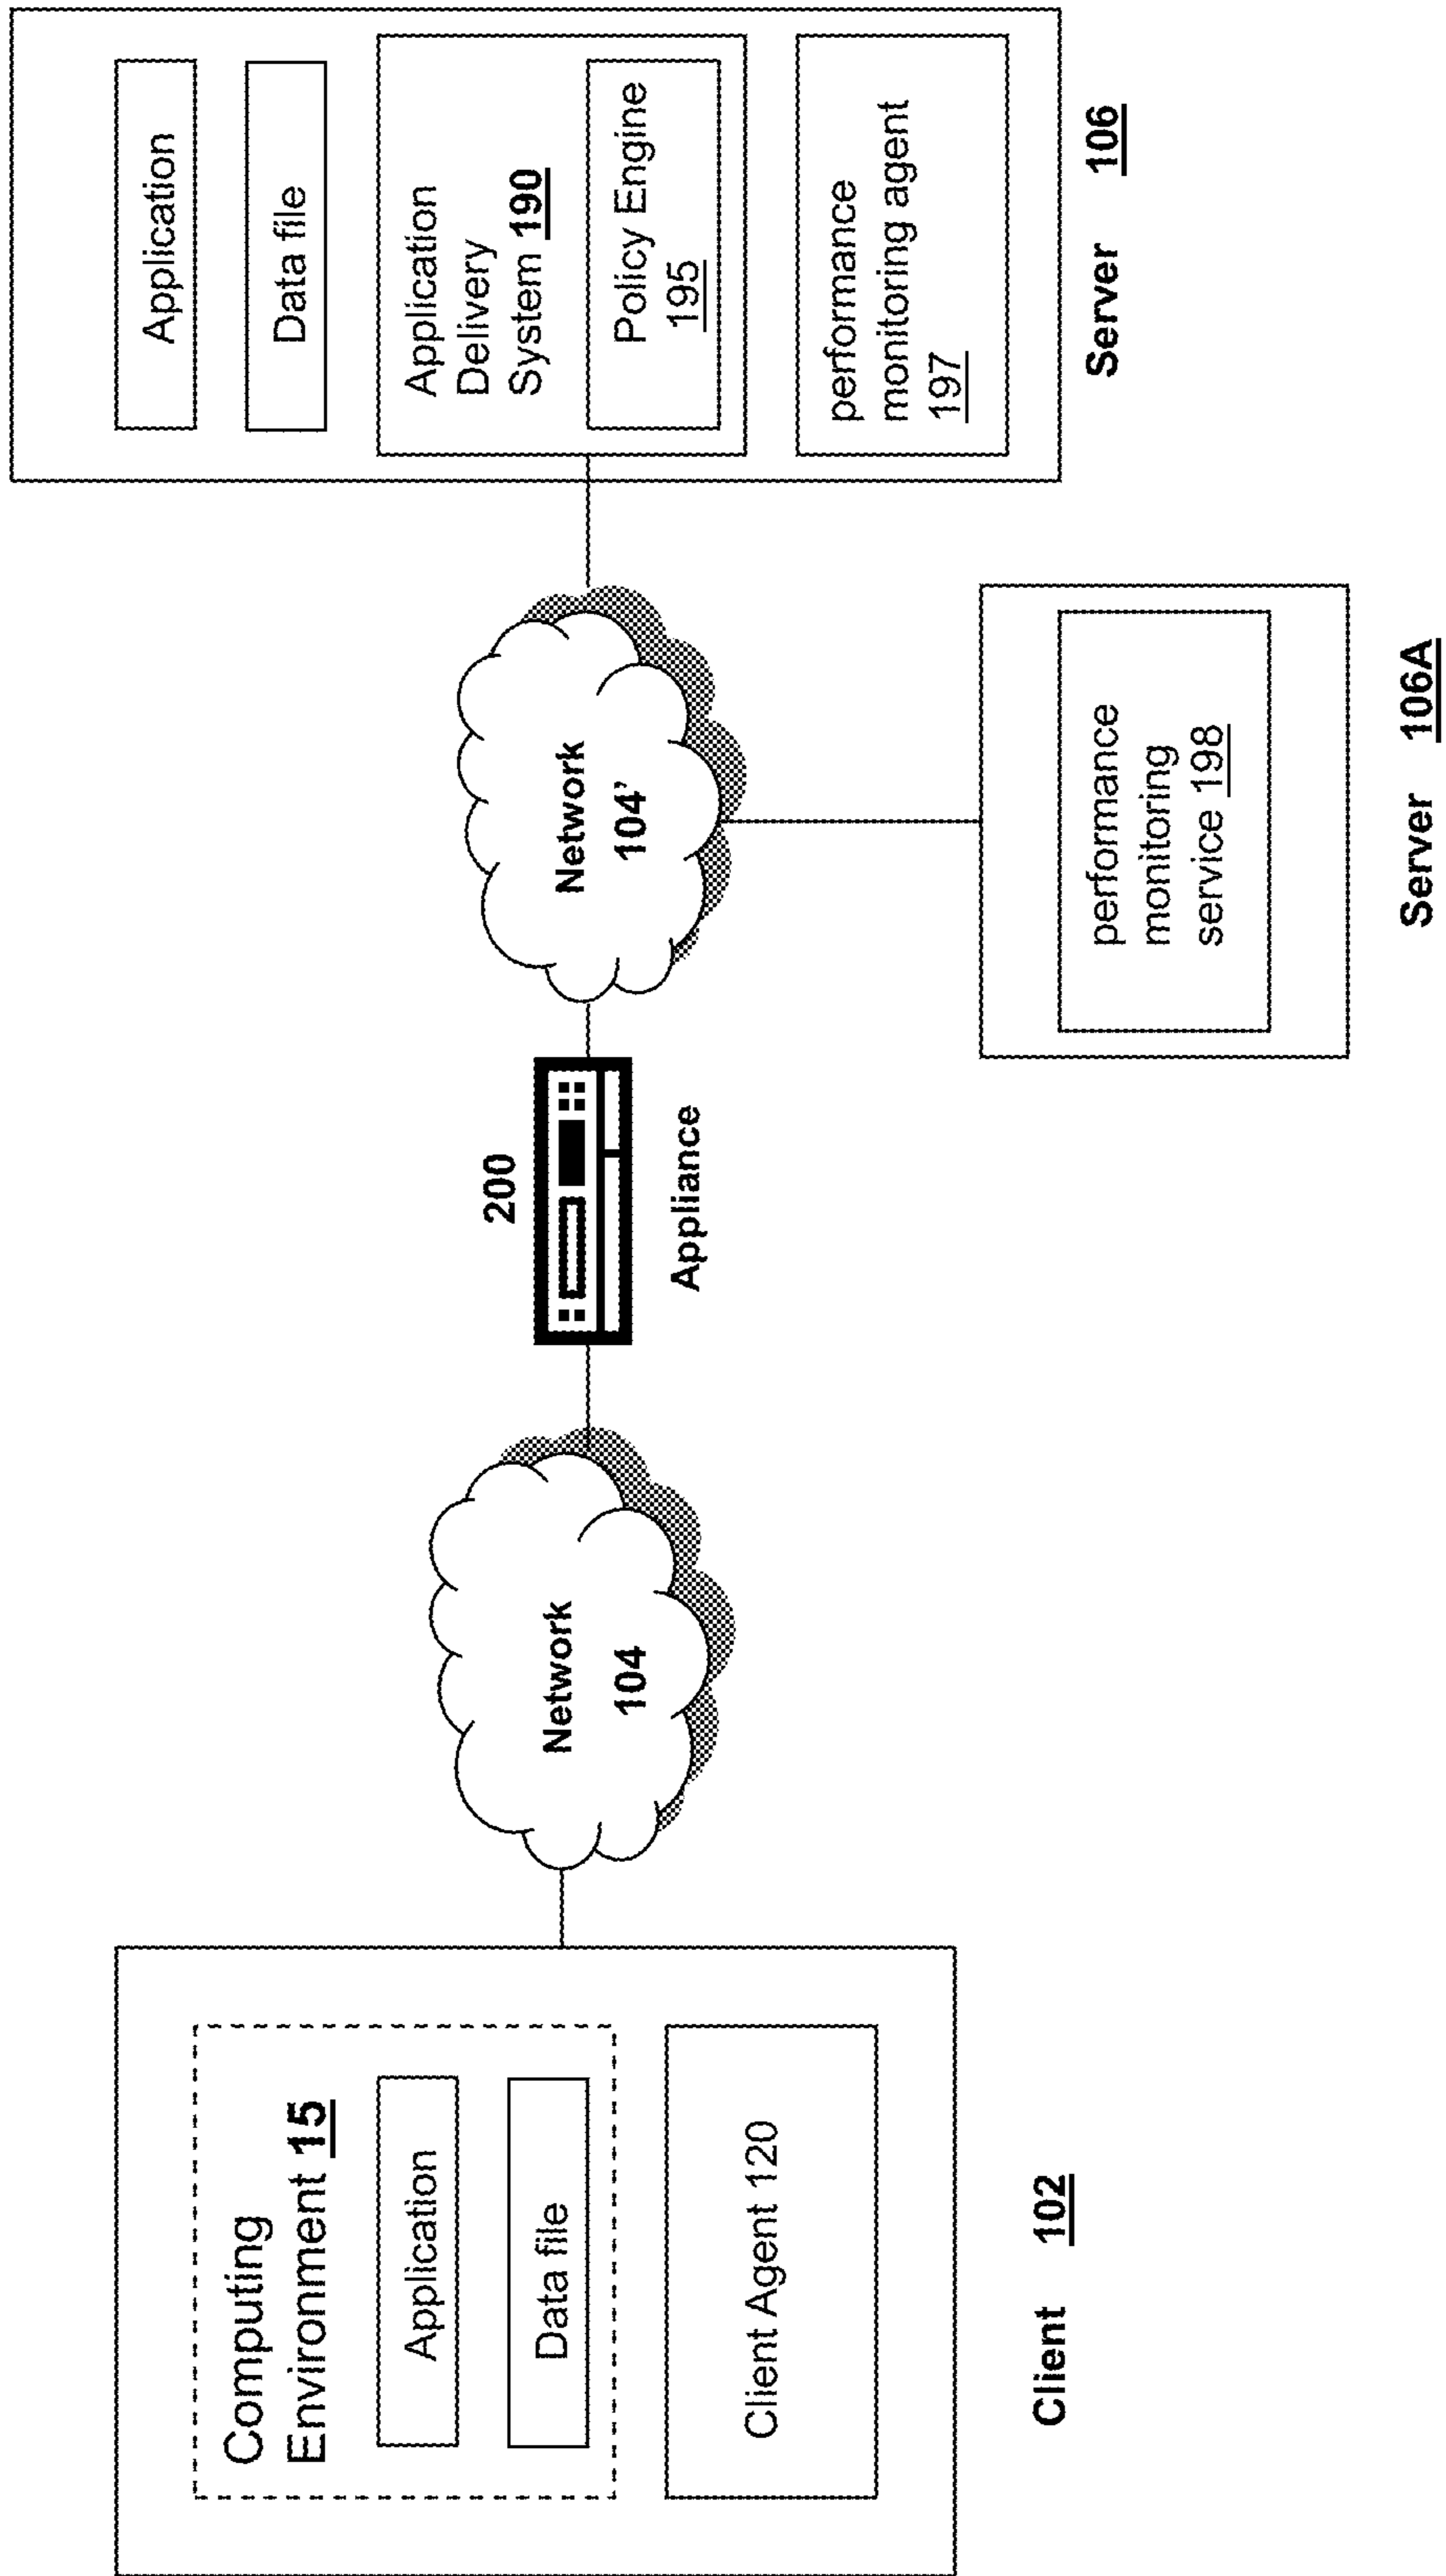 Computing
Environment 15
Application
Data file
Client Agent 120
Client 102
Network
104
200
Appliance
Network
104’
performance
monitoring
service 198
Server 106A
Application
Data file
Application
Delivery
System 190
Policy Engine
195
performance
monitoring agent
197
Server 106